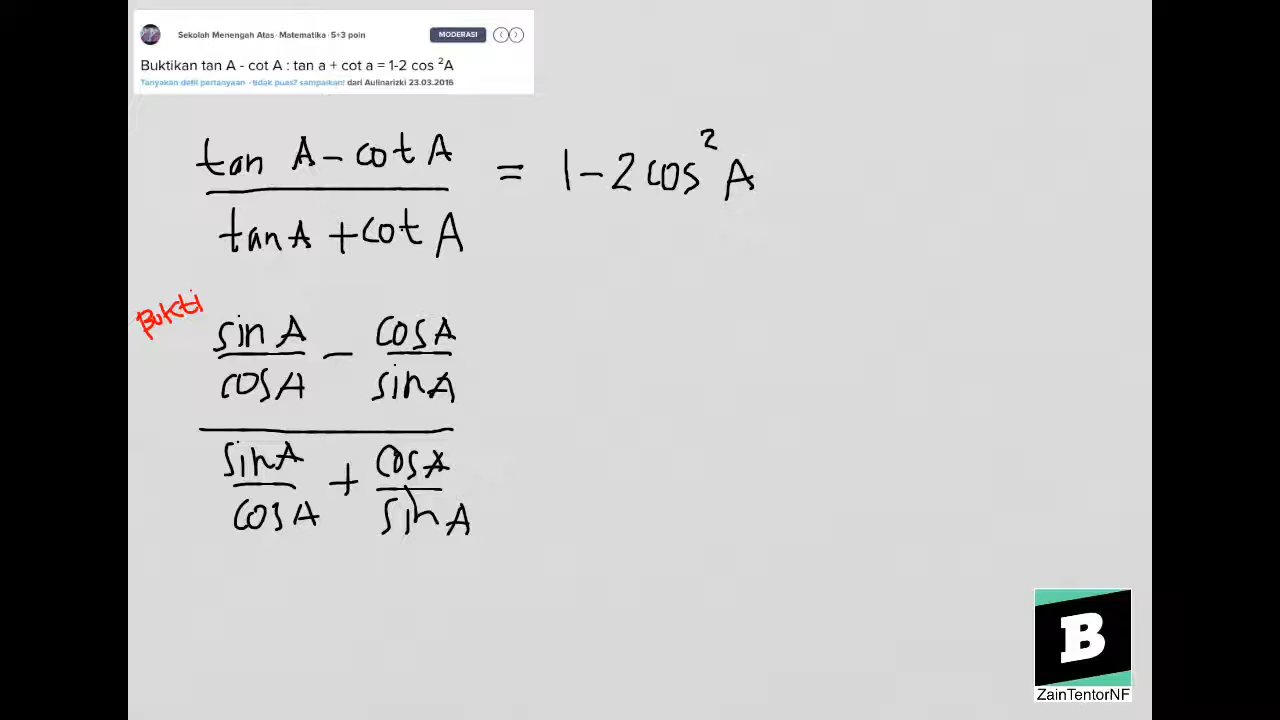 Sekolah Menengah Atas · Matematika · 5+3 poin MODERASI
Buktikan tan A - cot A : tan a + cot a = 1-2 cos ²A
Tanyakan detil pertanyaan - tidak puas? sampaikan! dari Aulinarizki 23.03.2016
tan A - cot A
= 1 - 2 cos² A
tan A + cot A
Bukti
sin A - cos A
cos A sin A
sin A + cos A
cos A sin A
B
ZainTentorNF